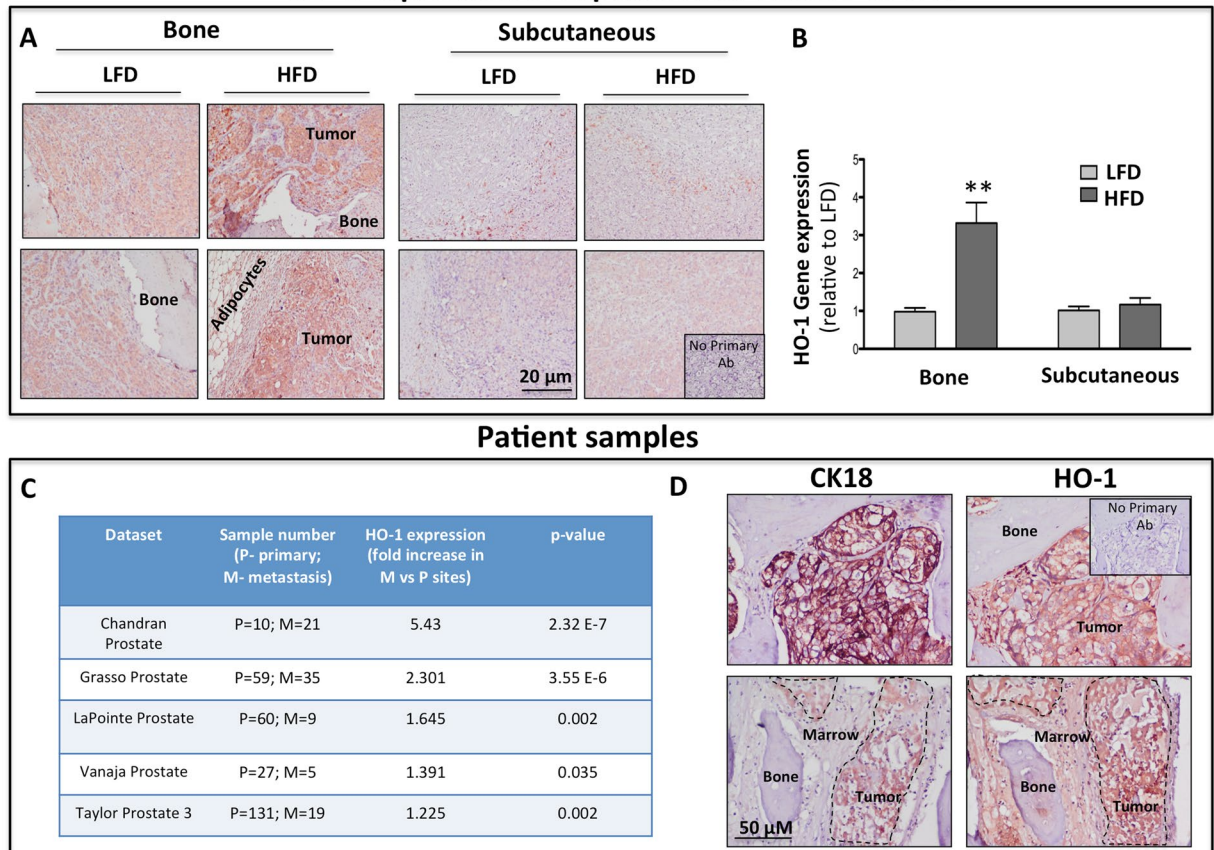 A
Bone
Subcutaneous
LFD
HFD
LFD
HFD
Tumor
Bone
Bone
Adipocytes
Tumor
20 µm
No Primary
Ab
B
HO-1 Gene expression
(relative to LFD)
5
4
3
2
1
0
**
LFD
HFD
Bone
Subcutaneous
Patient samples
C
Dataset
Sample number
(P- primary;
M- metastasis)
HO-1 expression
(fold increase in
M vs P sites)
p-value
Chandran
Prostate
P=10; M=21
5.43
2.32 E-7
Grasso Prostate
P=59; M=35
2.301
3.55 E-6
LaPointe Prostate
P=60; M=9
1.645
0.002
Vanaja Prostate
P=27; M=5
1.391
0.035
Taylor Prostate 3
P=131; M=19
1.225
0.002
D
CK18
HO-1
Bone
No Primary
Ab
Tumor
Marrow
Bone
Tumor
50 µM
Marrow
Bone
Tumor